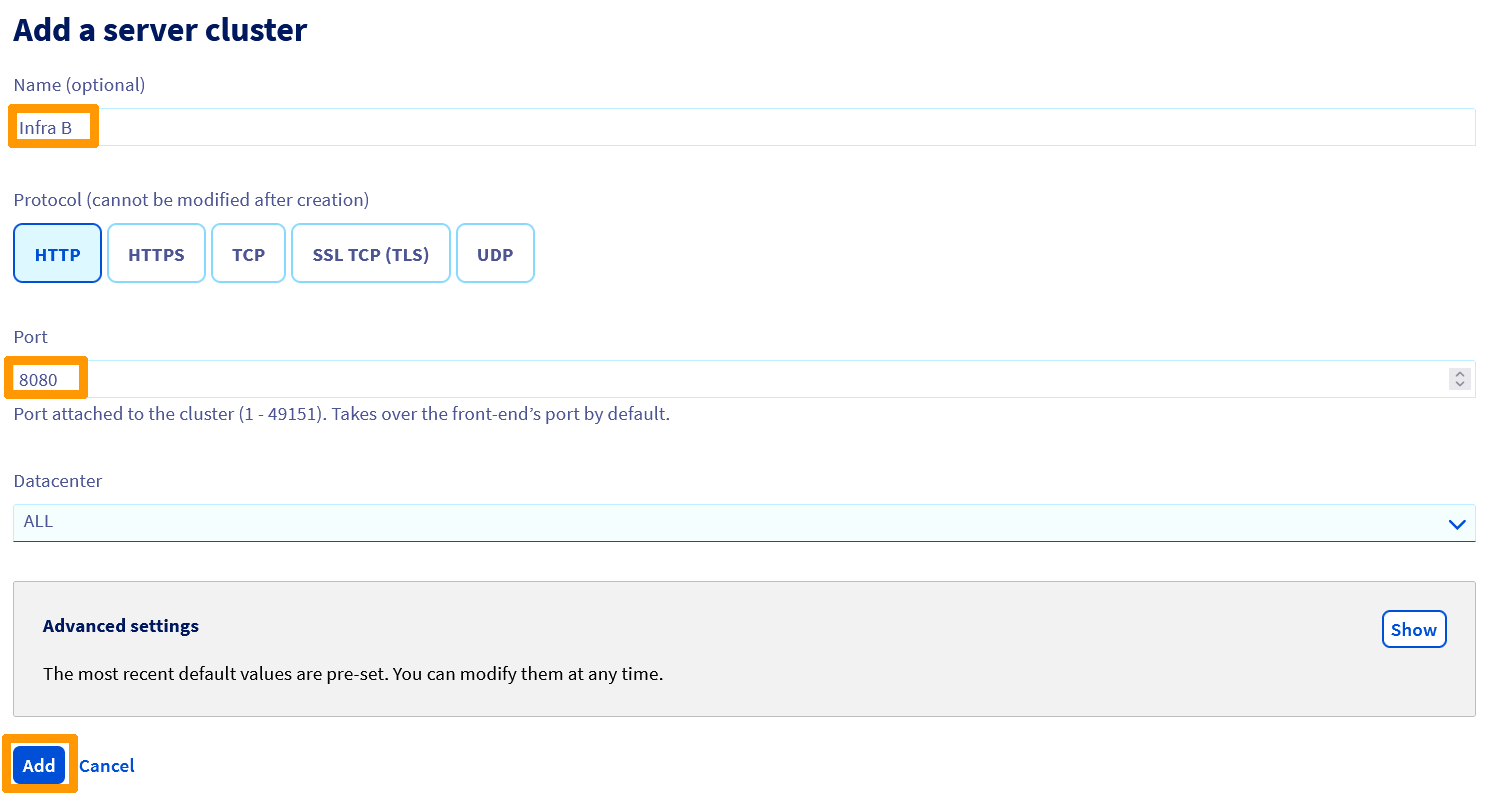 Add a server cluster
Name (optional)
Infra B
Protocol (cannot be modified after creation)
HTTP HTTPS TCP SSL TCP (TLS) UDP
Port
8080
Port attached to the cluster (1 - 49151). Takes over the front-end’s port by default.
Datacenter
ALL
Advanced settings
Show
The most recent default values are pre-set. You can modify them at any time.
Add Cancel